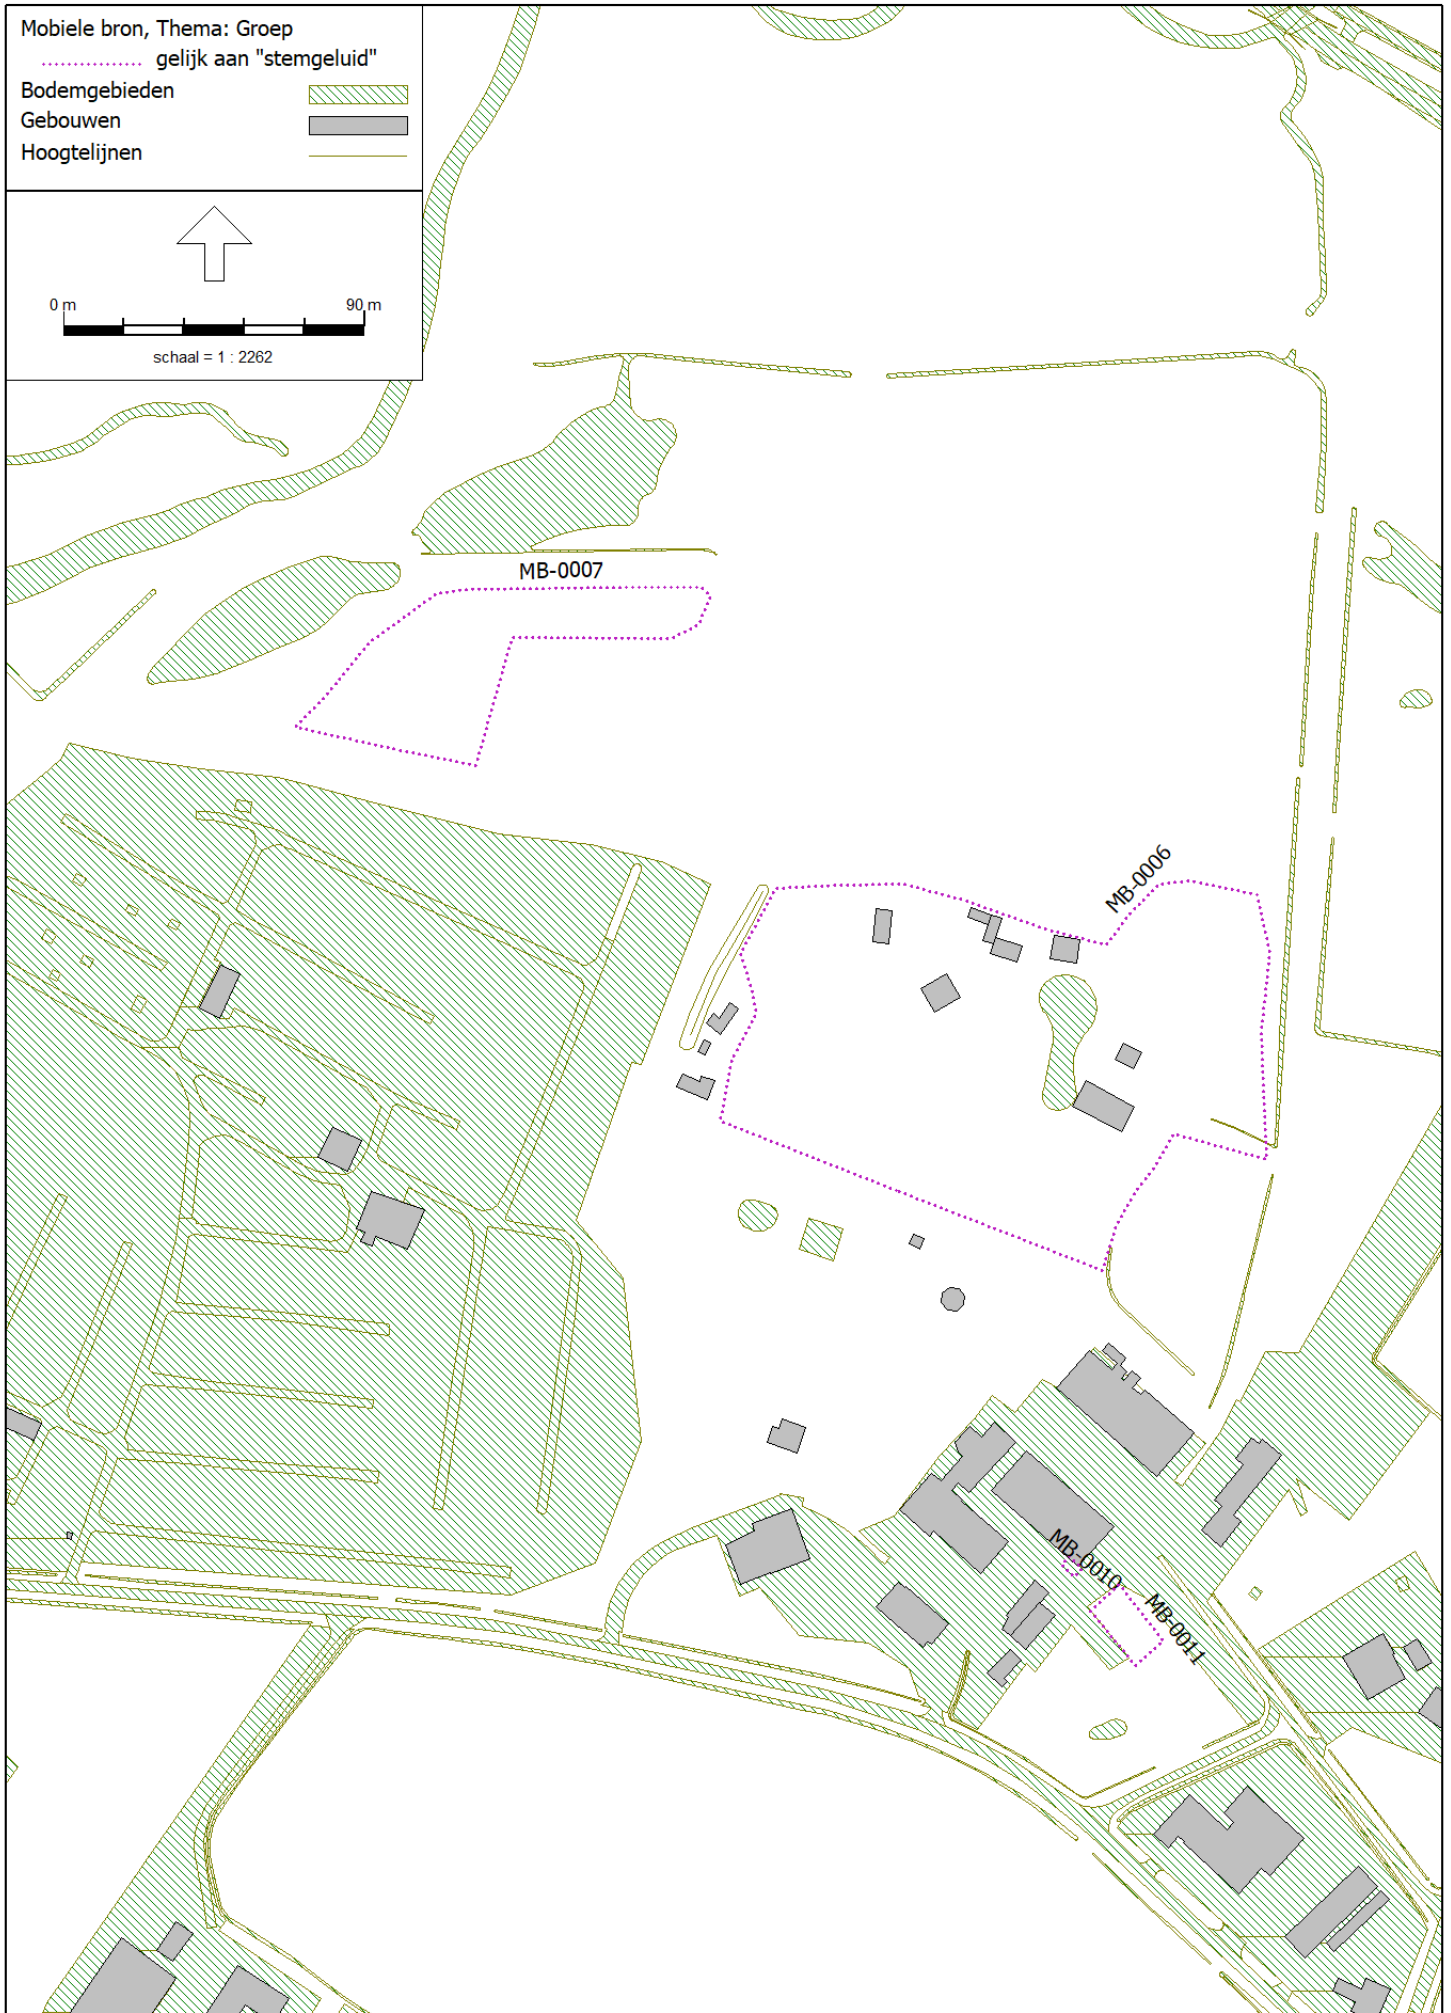 Mobiele bron, Thema: Groep
gelijk aan "stemgeluid"
Bodemgebieden
Gebouwen
Hoogtelijnen
0 m 90 m
schaal = 1 : 2262
MB-0007
MB-0006
MB-0010
MB-0011